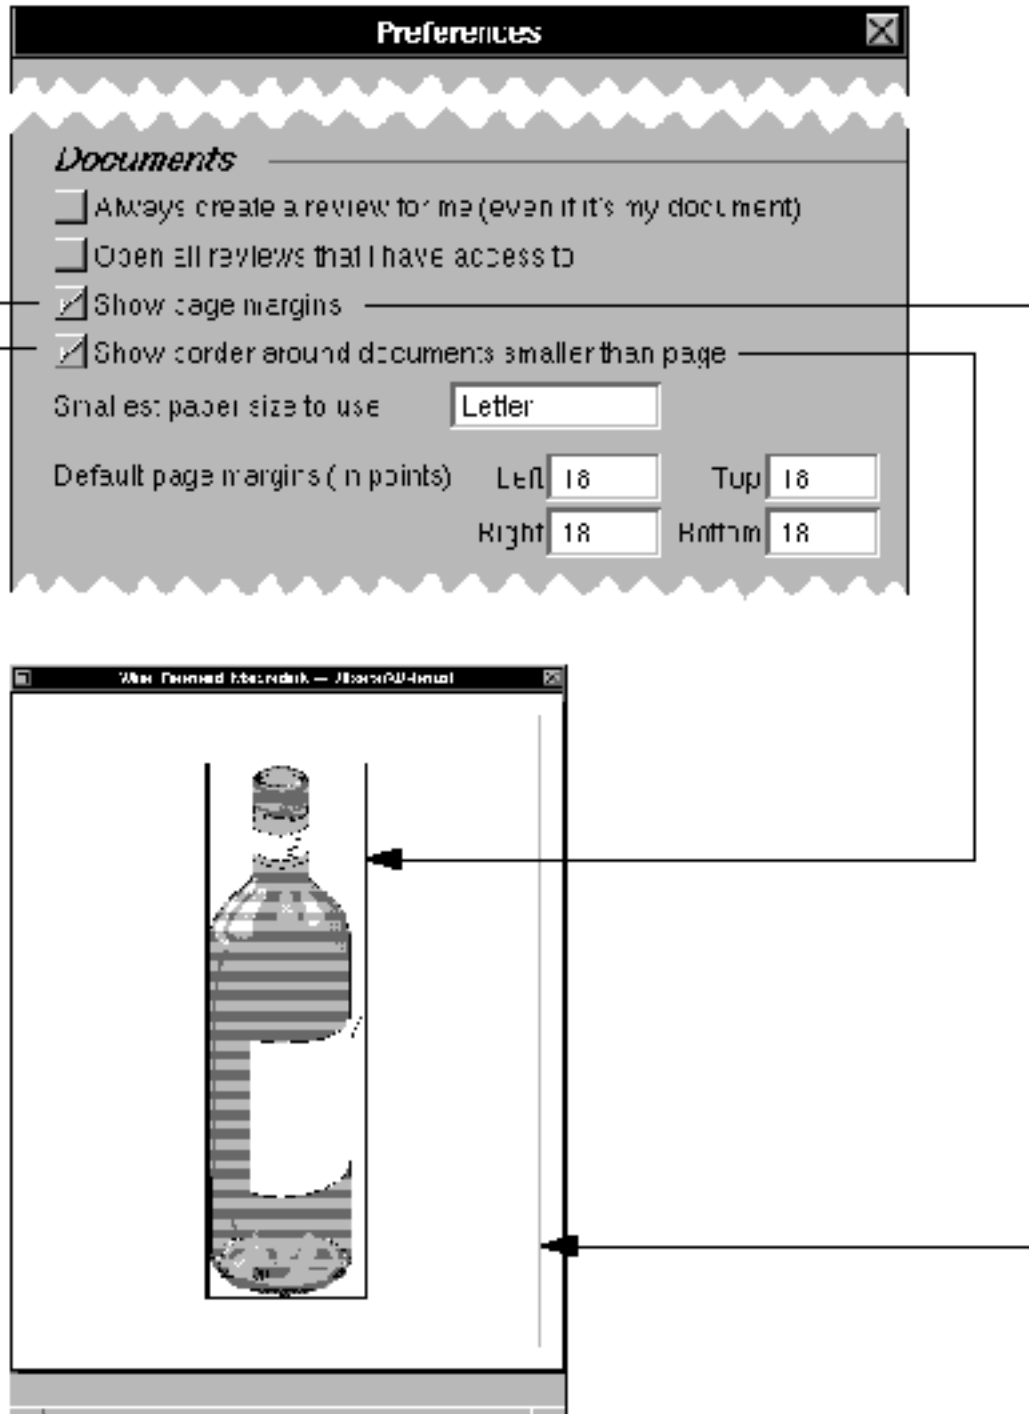 Preferences
Documents
Always create a review for me (even if it's my document)
Open all reviews that I have access to
Show page margins
Show border around documents smaller than page
Smallest paper size to use Letter
Default page margins (in points) Left 18 Top 18
Right 18 Bottom 18